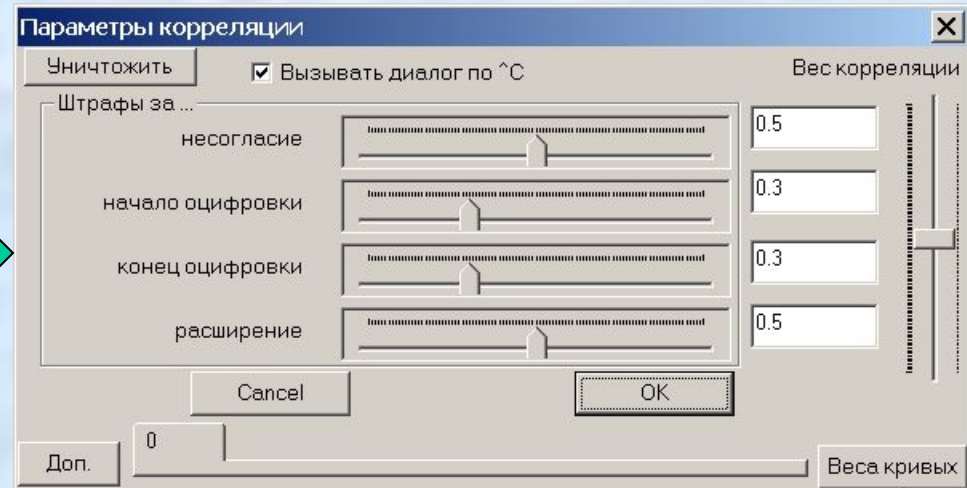 Параметры корреляции
Уничтожить
Вызывать диалог по ^C
Вес корреляции
Штрафы за ...
несогласие
0.5
начало оцифровки
0.3
конец оцифровки
0.3
расширение
0.5
Cancel
OK
Доп.
0
Веса кривых